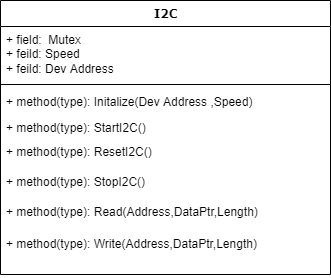 I2C
+ field:  Mutex
+ feild: Speed
+ feild: Dev Address
+ method(type): Initalize(Dev Address ,Speed)
+ method(type): StartI2C()
+ method(type): ResetI2C()
+ method(type): StopI2C()
+ method(type): Read(Address,DataPtr,Length)
+ method(type): Write(Address,DataPtr,Length)